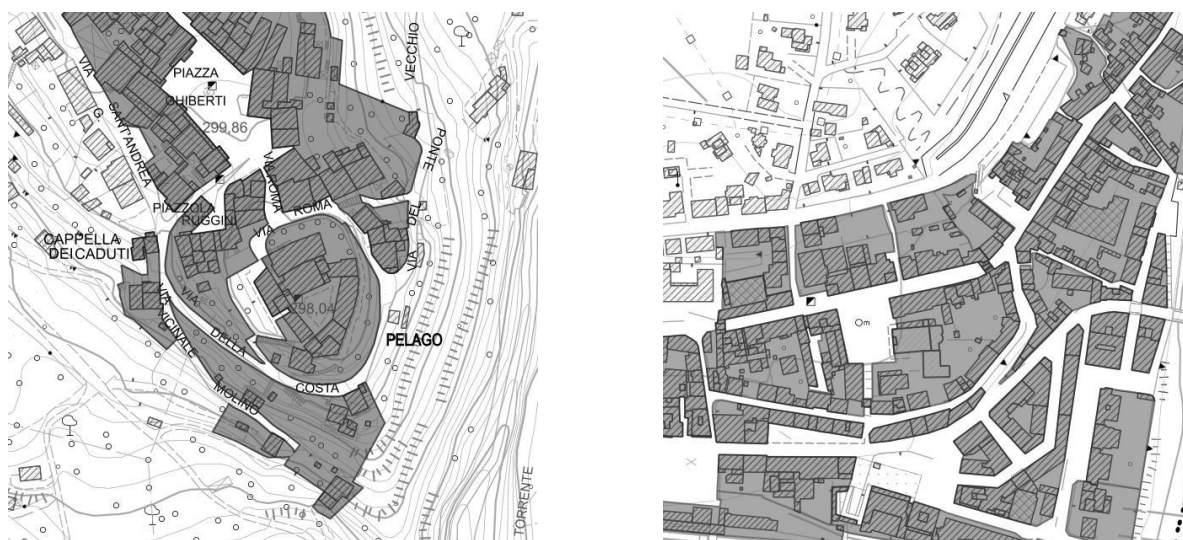 PIAZZA
GHIBERTI
299,86
VIA G.
SANT'ANDREA
VECCHIO
PONTE
DEL
VIA
VIA ROMA
VIA ROMA
PIAZZOLA
RUGGINI
CAPPELLA
DEI CADUTI
VIA VICINALE
MOLINO
VIA
DELLA
COSTA
298,04
PELAGO
TORRENTE
m